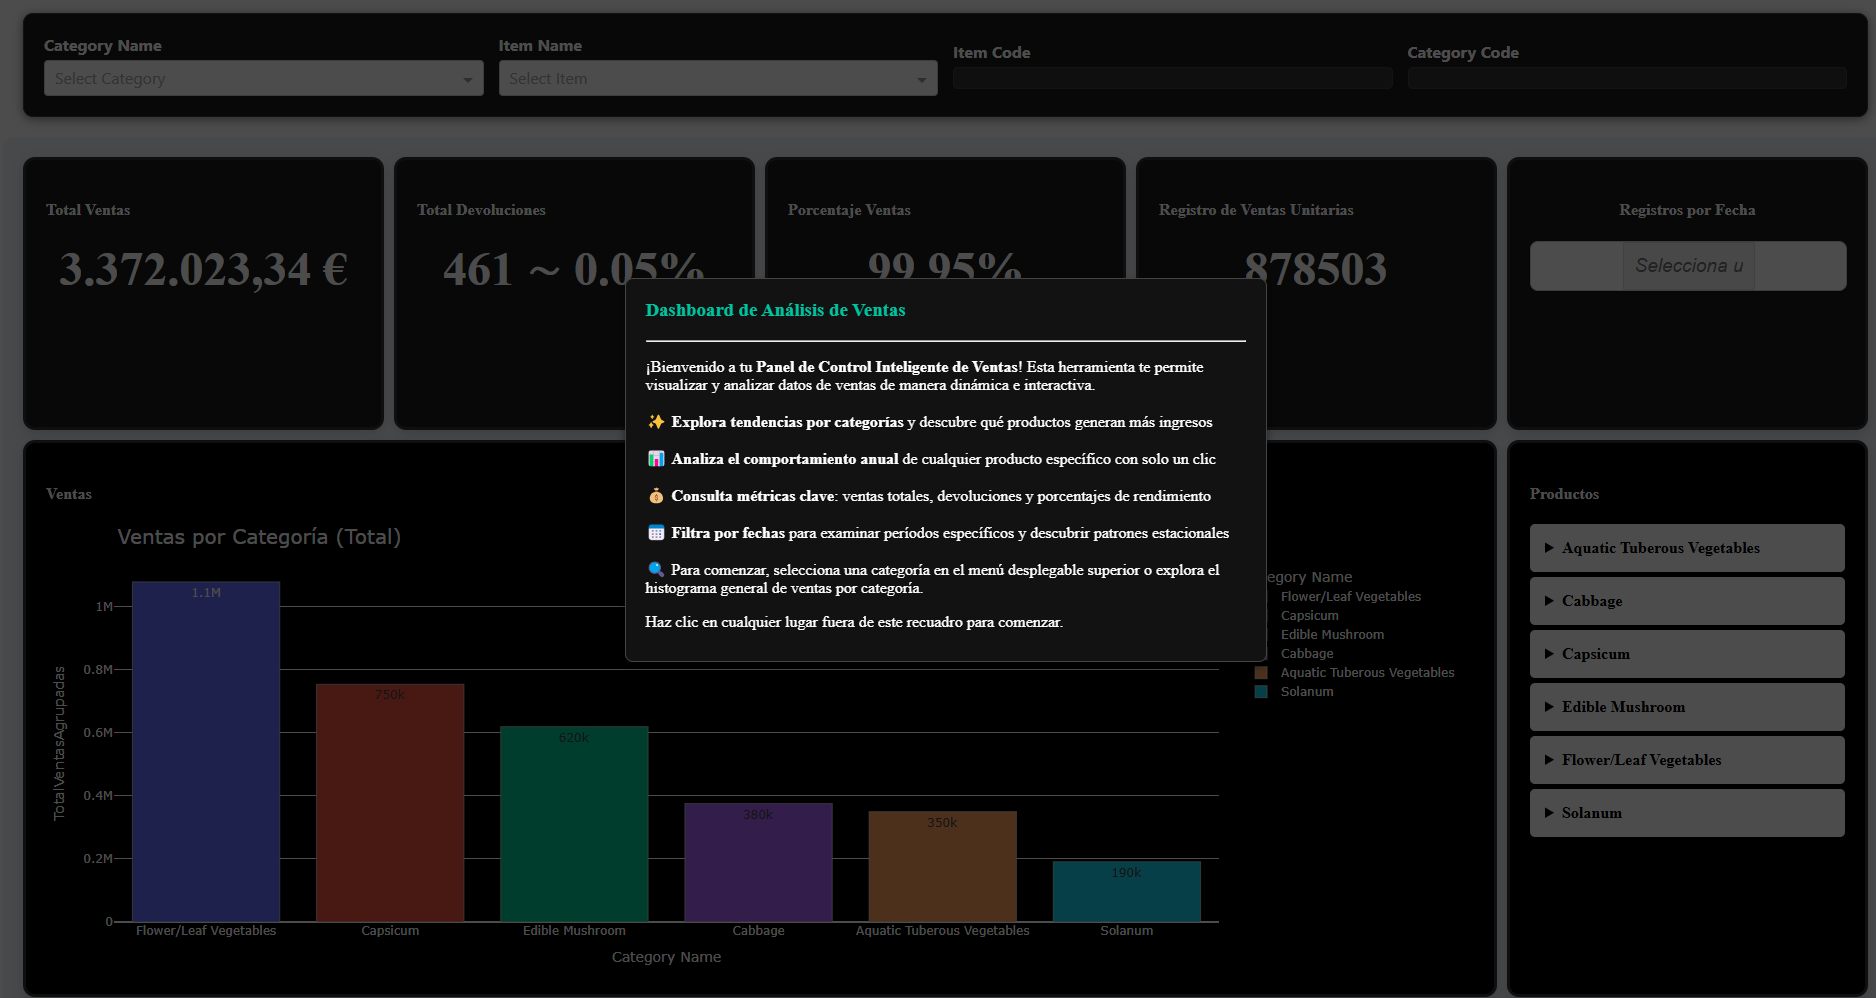 Category Name
Select Category
Item Name
Select Item
Item Code
Category Code
Total Ventas
3.372.023,34 €
Total Devoluciones
461 ~ 0.05%
Porcentaje Ventas
99.95%
Registro de Ventas Unitarias
878503
Registros por Fecha
Selecciona u
Dashboard de Análisis de Ventas
¡Bienvenido a tu Panel de Control Inteligente de Ventas! Esta herramienta te permite
visualizar y analizar datos de ventas de manera dinámica e interactiva.
✨ Explora tendencias por categorías y descubre qué productos generan más ingresos
📊 Analiza el comportamiento anual de cualquier producto específico con solo un clic
💰 Consulta métricas clave: ventas totales, devoluciones y porcentajes de rendimiento
📅 Filtra por fechas para examinar períodos específicos y descubrir patrones estacionales
🔍 Para comenzar, selecciona una categoría en el menú desplegable superior o explora el
histograma general de ventas por categoría.
Haz clic en cualquier lugar fuera de este recuadro para comenzar.
Ventas
Ventas por Categoría (Total)
TotalVentasAgrupadas
1M
0.8M
0.6M
0.4M
0.2M
0
1.1M
750k
620k
380k
350k
190k
Flower/Leaf Vegetables
Capsicum
Edible Mushroom
Cabbage
Aquatic Tuberous Vegetables
Solanum
Category Name
egory Name
Flower/Leaf Vegetables
Capsicum
Edible Mushroom
Cabbage
Aquatic Tuberous Vegetables
Solanum
Productos
Aquatic Tuberous Vegetables
Cabbage
Capsicum
Edible Mushroom
Flower/Leaf Vegetables
Solanum